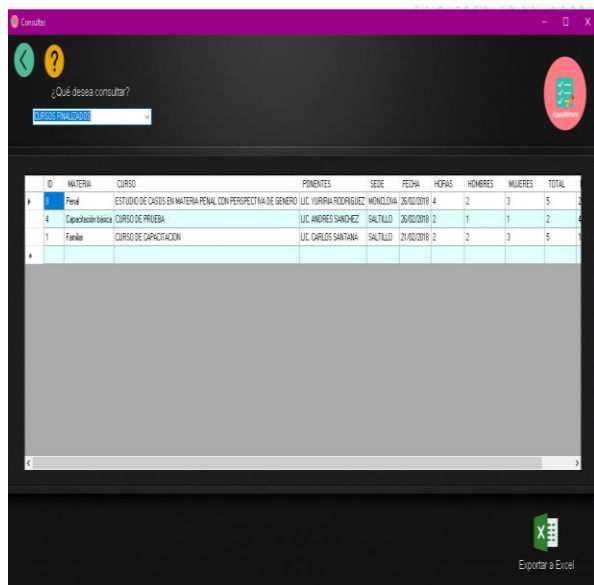 Consultas
?
¿Qué desea consultar?
CURSOS FINALIZADOS
ID MATERIA CURSO PONENTES SEDE FECHA HORAS HOMBRES MUJERES TOTAL
8 Penal ESTUDIO DE CASOS EN MATERIA PENAL CON PERSPECTIVA DE GENERO LIC YURIRIA RODRIGUEZ MONCLOVA 26/02/2018 4 2 3 5 2
4 Capacitación básica CURSO DE PRUEBA LIC ANDRES SANCHEZ SALTILLO 26/02/2018 2 1 1 2 4
1 Familiar CURSO DE CAPACITACION LIC CARLOS SANTANA SALTILLO 21/02/2018 2 2 3 5 1
Exportar a Excel